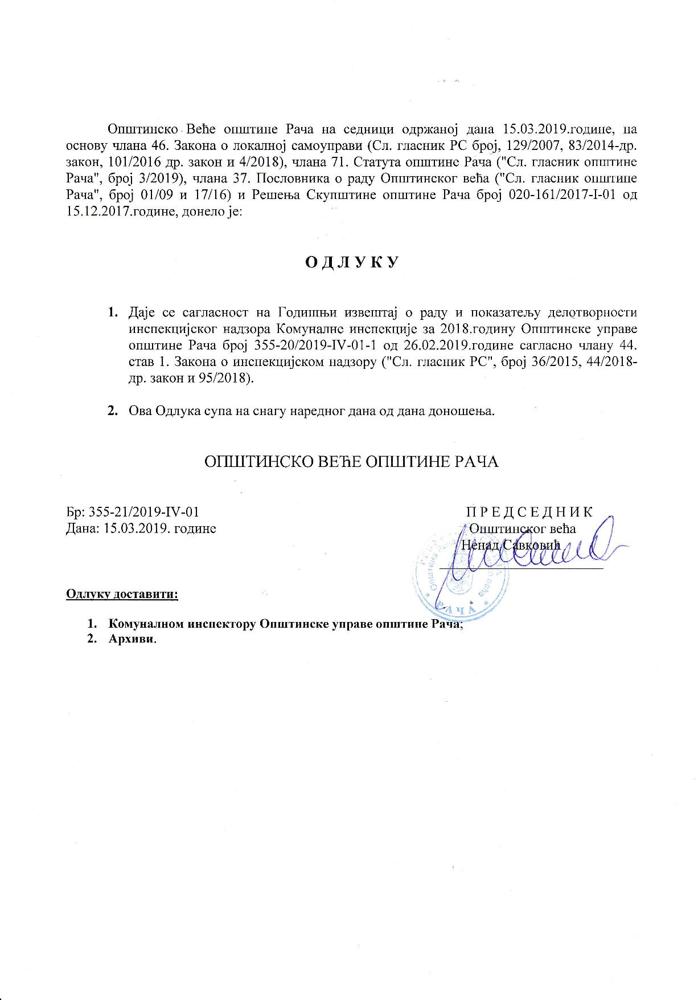 Општинско Веће општине Рача на седници одржаној дана 15.03.2019.године, на
основу члана 46. Закона о локалној самоуправи (Сл. гласник РС број, 129/2007, 83/2014-др.
закон, 101/2016 др. закон и 4/2018), члана 71. Статута општине Рача ("Сл. гласник општине
Рача", број 3/2019), члана 37. Пословника о раду Општинског већа ("Сл. гласник општине
Рача", број 01/09 и 17/16) и Решења Скупштине општине Рача број 020-161/2017-I-01 од
15.12.2017.године, донело је:
О Д Л У К У
1. Даје се сагласност на Годишњи извештај о раду и показатељу делотворности
инспекцијског надзора Комуналне инспекције за 2018.годину Општинске управе
општине Рача број 355-20/2019-IV-01-1 од 26.02.2019.године сагласно члану 44.
став 1. Закона о инспекцијском надзору ("Сл. гласник РС", број 36/2015, 44/2018-
др. закон и 95/2018).
2. Ова Одлука супа на снагу наредног дана од дана доношења.
ОПШТИНСКО ВЕЋЕ ОПШТИНЕ РАЧА
Бр: 355-21/2019-IV-01
П Р Е Д С Е Д Н И К
Дана: 15.03.2019. године
Општинског већа
Ненад Савковић
Општина
РАЧА
Одлуку доставити:
1. Комуналном инспектору Општинске управе општине Рача;
2. Архиви.